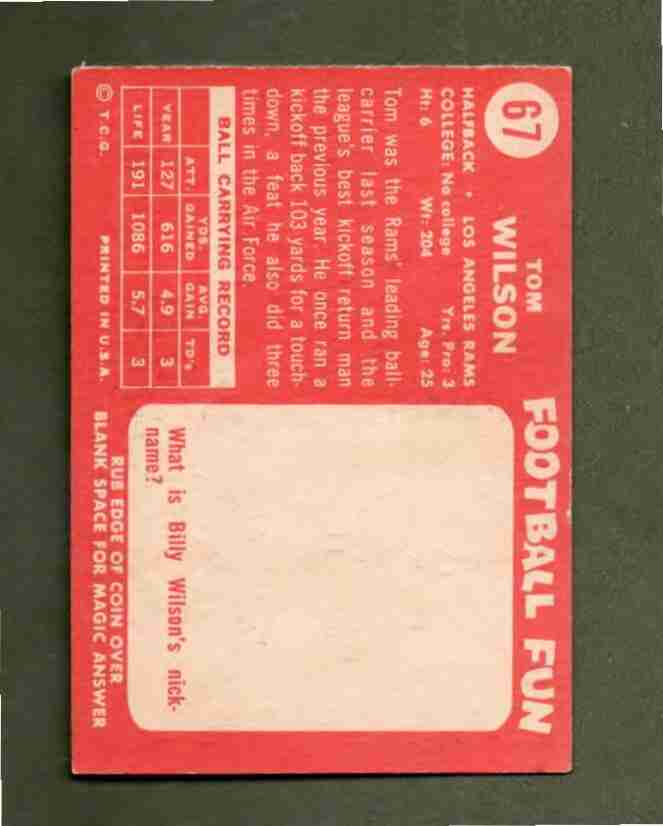 67
TOM
WILSON
HALFBACK • LOS ANGELES RAMS
COLLEGE: No college Yrs. Pro: 3
Ht: 6 Wt: 204 Age: 25
Tom was the Rams' leading ball-
carrier last season and the
league's best kickoff return man
the previous year. He once ran a
kickoff back 103 yards for a touch-
down, a feat he also did three
times in the Air Force.
BALL CARRYING RECORD
ATT. YDS. GAINED AVG. GAIN TD's
YEAR 127 616 4.9 3
LIFE 191 1086 5.7 3
© T.C.G. PRINTED IN U.S.A.
FOOTBALL FUN
What is Billy Wilson's nick-
name?
RUB EDGE OF COIN OVER
BLANK SPACE FOR MAGIC ANSWER